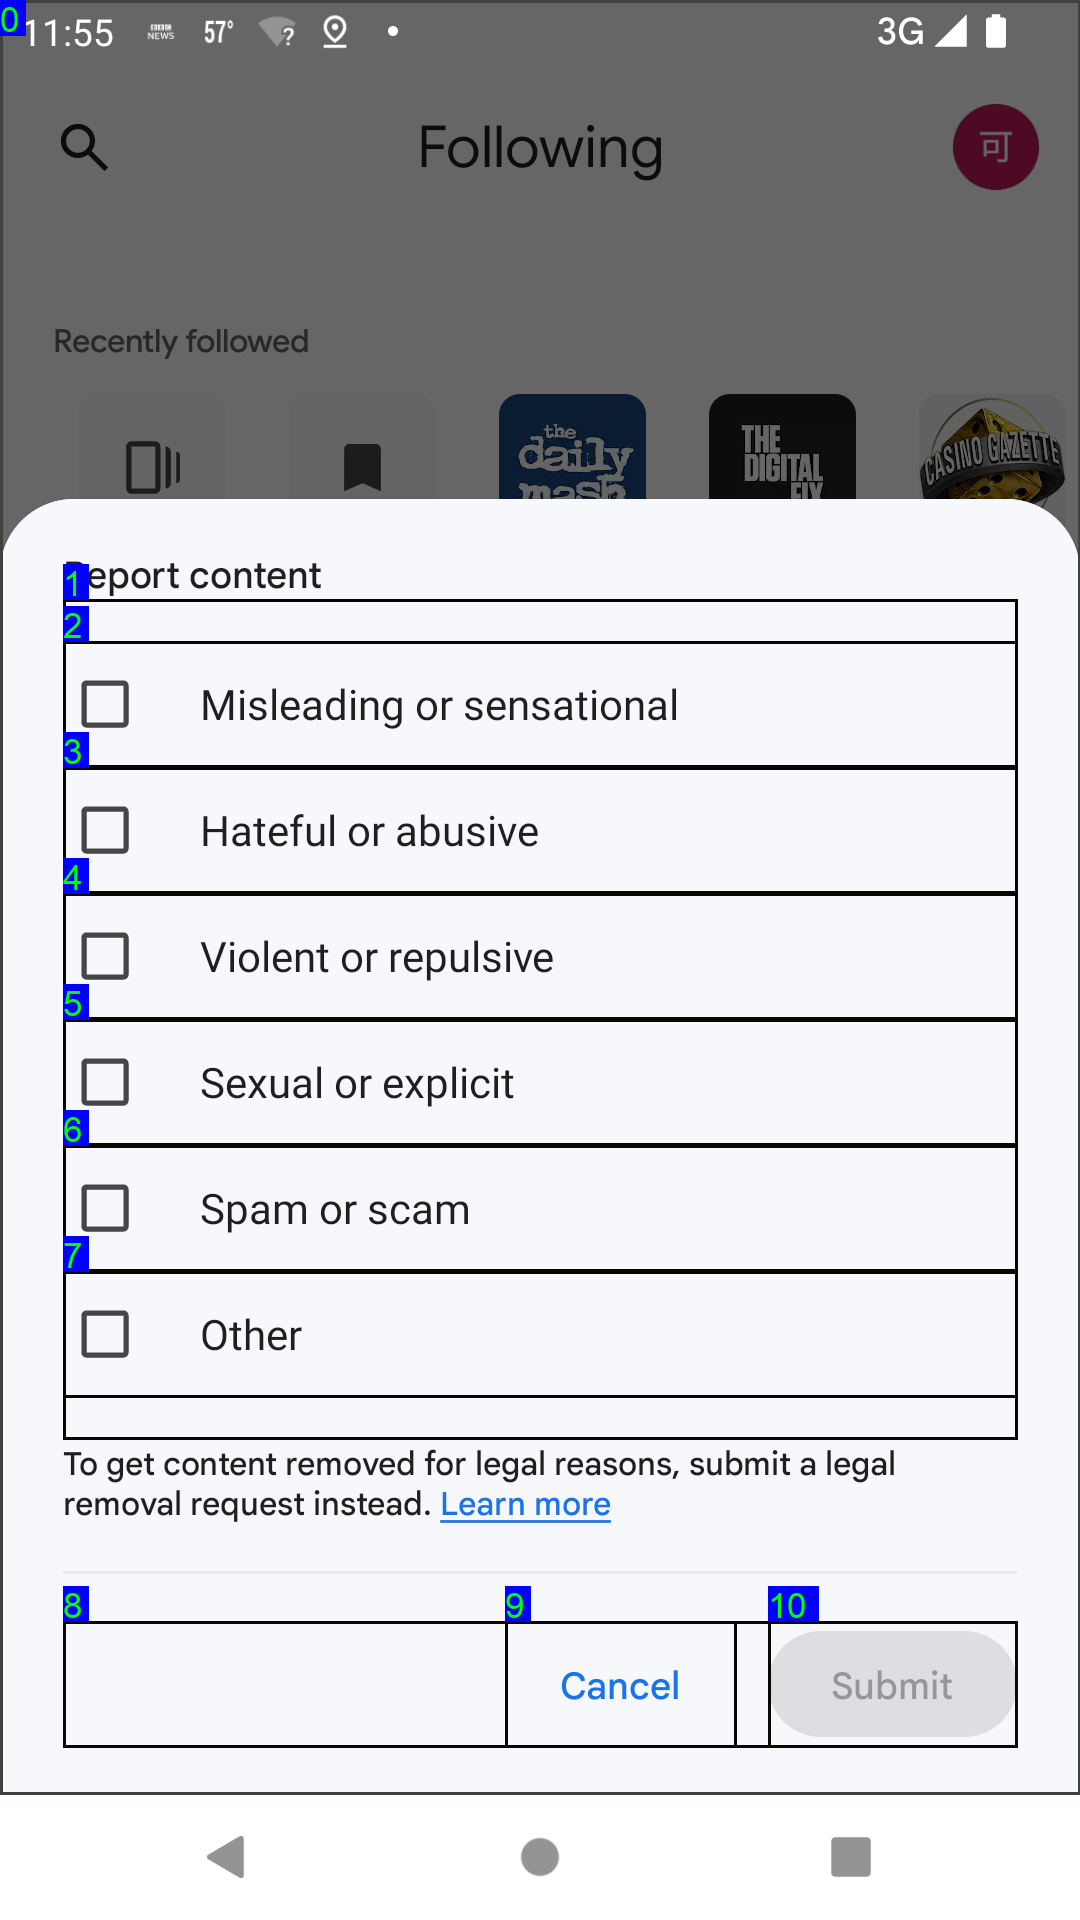 0
11:55
BBC NEWS
57°
3G
Following
可
Recently followed
the daily mash
THE DIGITAL FIX
CASINO GAZETTE
1
Report content
2
Misleading or sensational
3
Hateful or abusive
4
Violent or repulsive
5
Sexual or explicit
6
Spam or scam
7
Other
To get content removed for legal reasons, submit a legal
removal request instead. Learn more
8 9 10
Cancel Submit